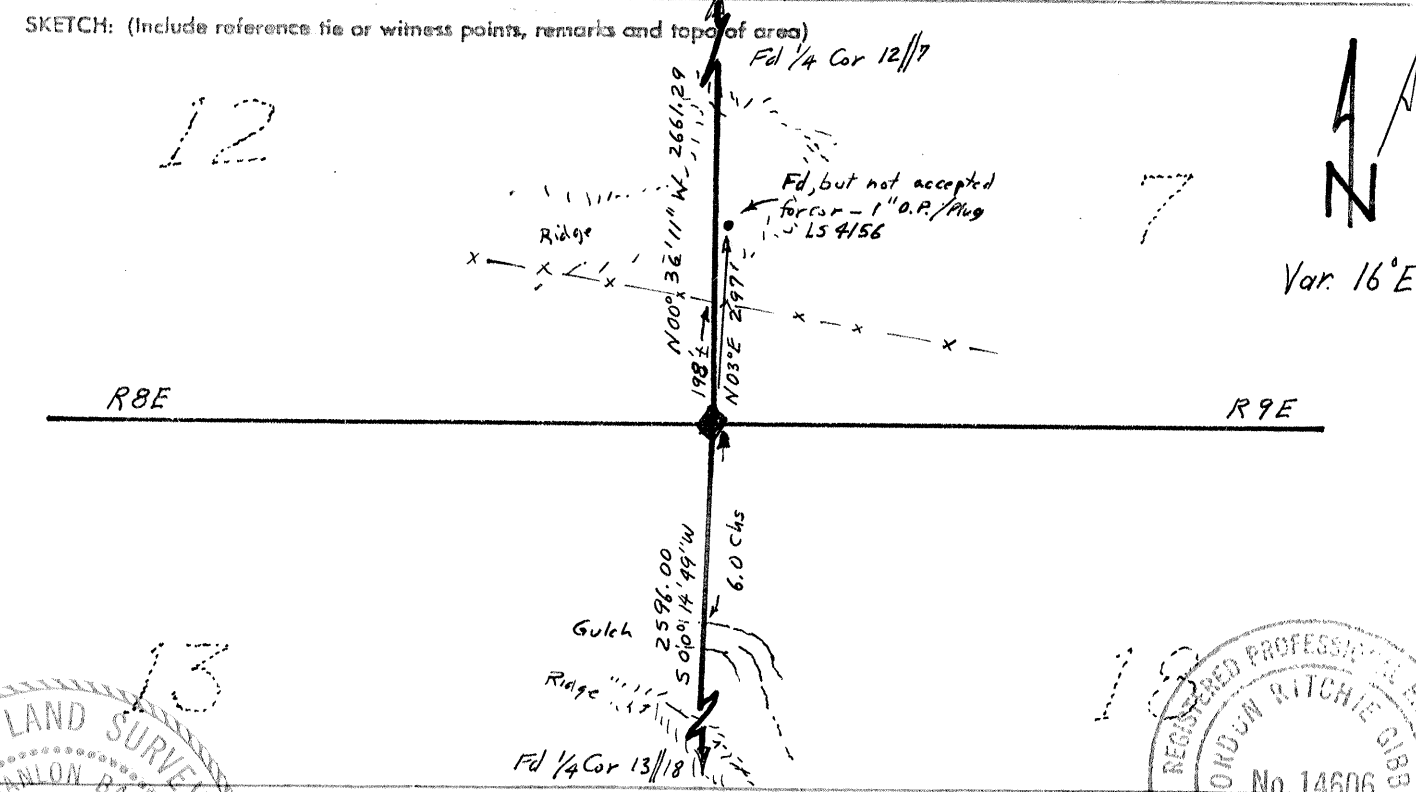 SKETCH: (Include reference tie or witness points, remarks and topo of area)
Fd 1/4 Cor 12//7
12
7
N00°36'11"W 2661.29
Fd, but not accepted
for cor - 1" O.P./Plug
LS 4156
Ridge
N
Var. 16°E
198'±
N03°E 297'±
R8E
R9E
6.0 Chs
2596.00
S00°14'49"W
Gulch
Ridge
13
18
Fd 1/4 Cor 13//18
LAND SURVE
ANLON BA
REGISTERED PROFESSIONAL
ORDON RITCHIE GIBB
No. 14606